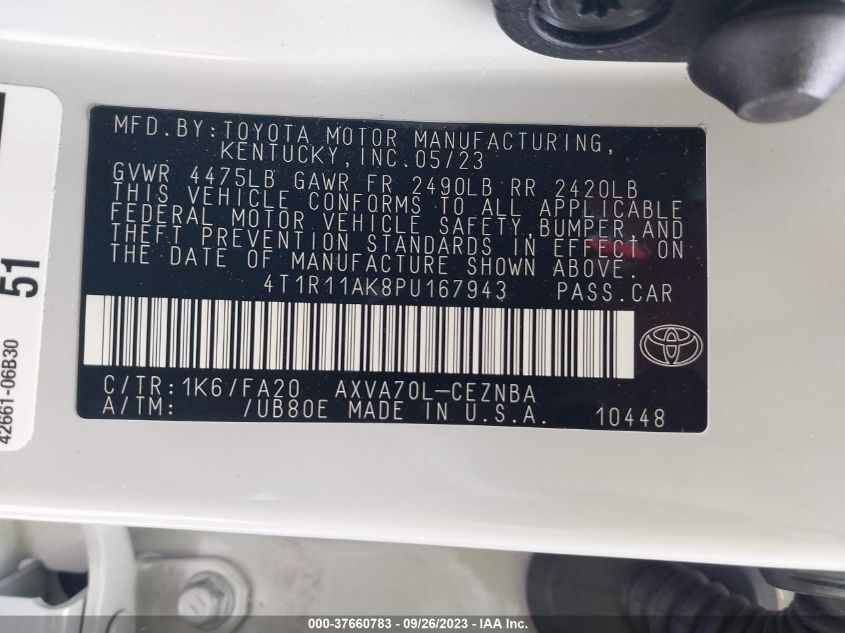 MFD.BY:TOYOTA MOTOR MANUFACTURING,
KENTUCKY,INC.05/23
GVWR 4475LB GAWR FR 2490LB RR 2420LB
THIS VEHICLE CONFORMS TO ALL APPLICABLE
FEDERAL MOTOR VEHICLE SAFETY,BUMPER,AND
THEFT PREVENTION STANDARDS IN EFFECT ON
THE DATE OF MANUFACTURE SHOWN ABOVE.
4T1R11AK8PU167943 PASS.CAR
C/TR:1K6/FA20 AXVA70L-CEZNBA
A/TM: /UB80E MADE IN U.S.A. 10448
51
42661-06B30
000-37660783 - 09/26/2023 - IAA Inc.